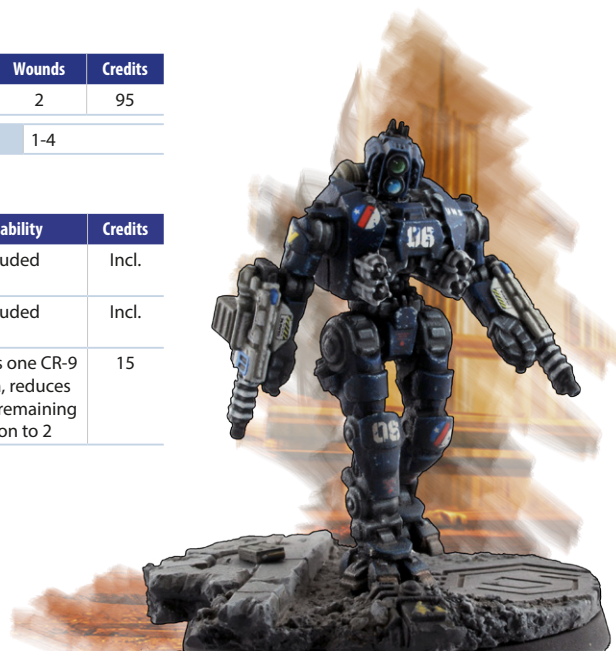 Wounds Credits
2 95
1-4
ability Credits
uded Incl.
uded Incl.
s one CR-9 15
, reduces
remaining
on to 2
06
08